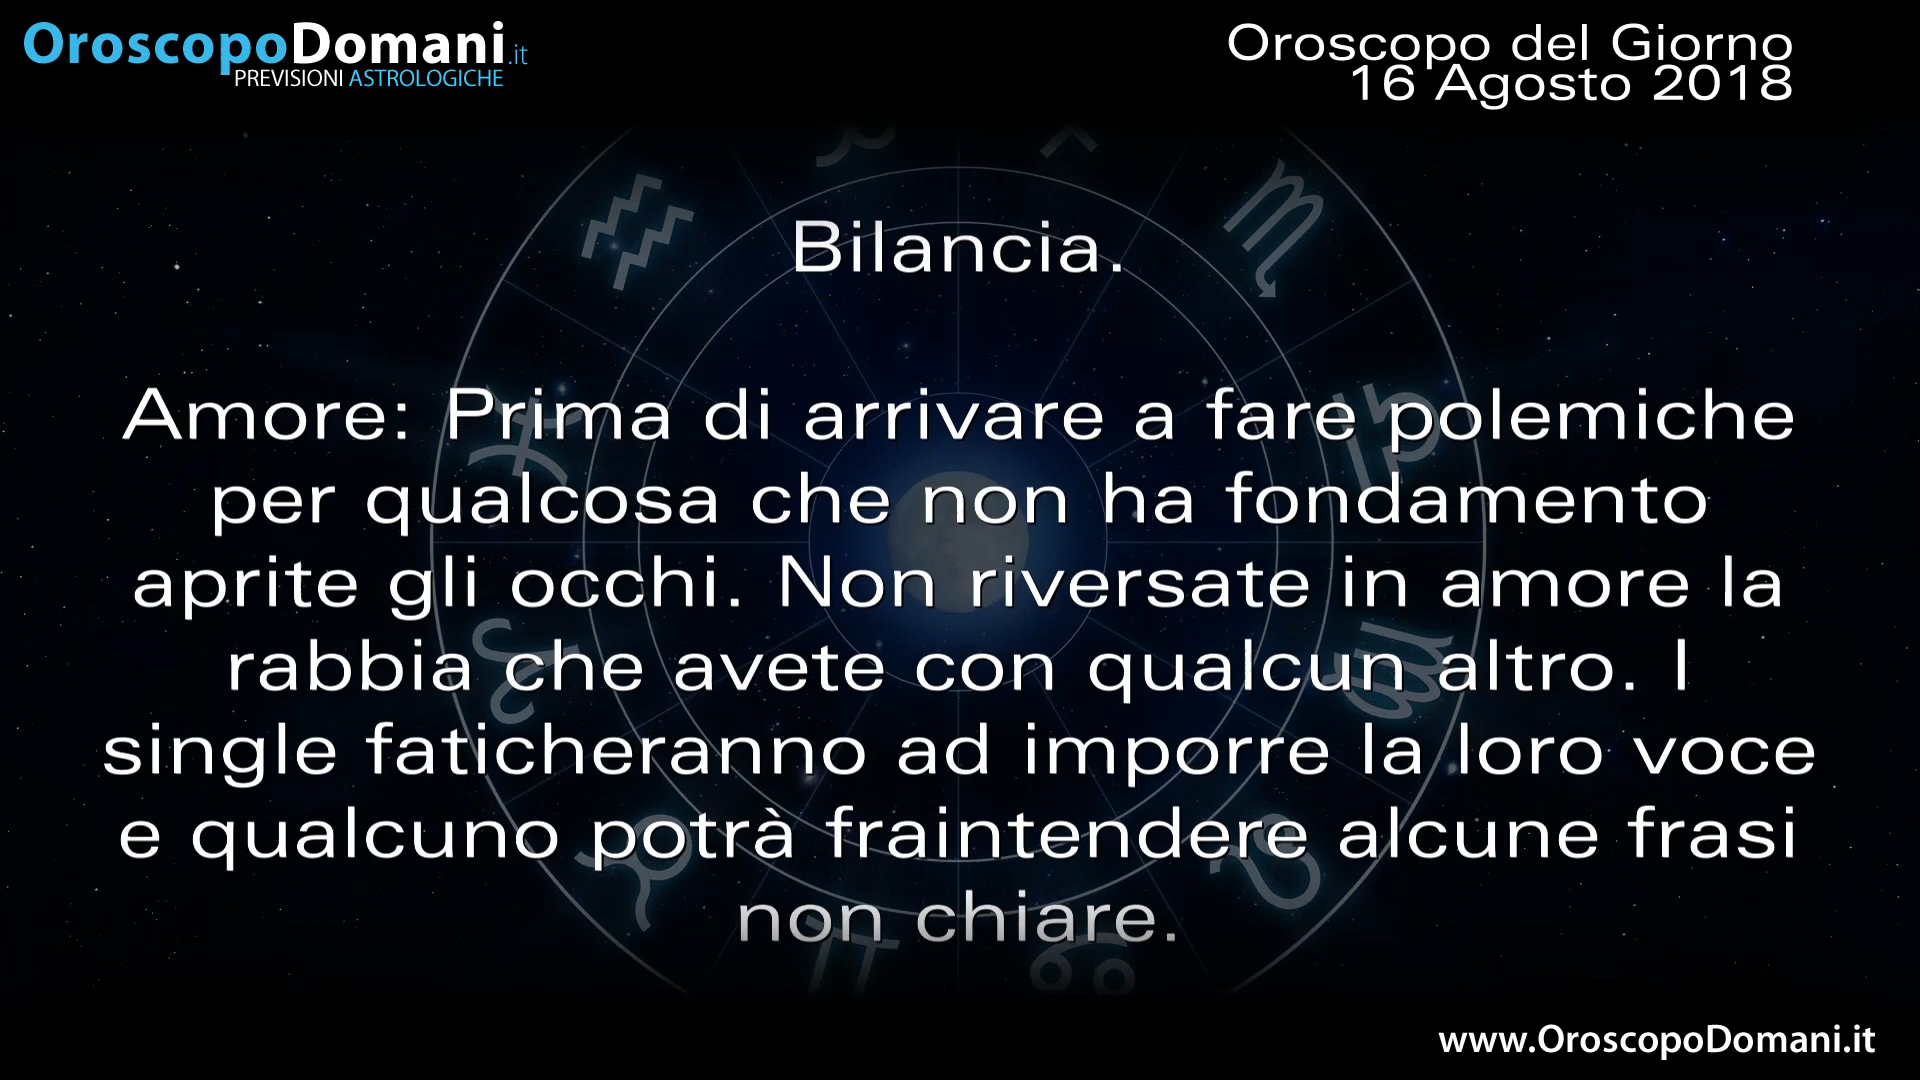 OroscopoDomani.it
PREVISIONI ASTROLOGICHE
Oroscopo del Giorno
16 Agosto 2018
Bilancia.
Amore: Prima di arrivare a fare polemiche
per qualcosa che non ha fondamento
aprite gli occhi. Non riversate in amore la
rabbia che avete con qualcun altro. I
single faticheranno ad imporre la loro voce
e qualcuno potrà fraintendere alcune frasi
non chiare.
www.OroscopoDomani.it